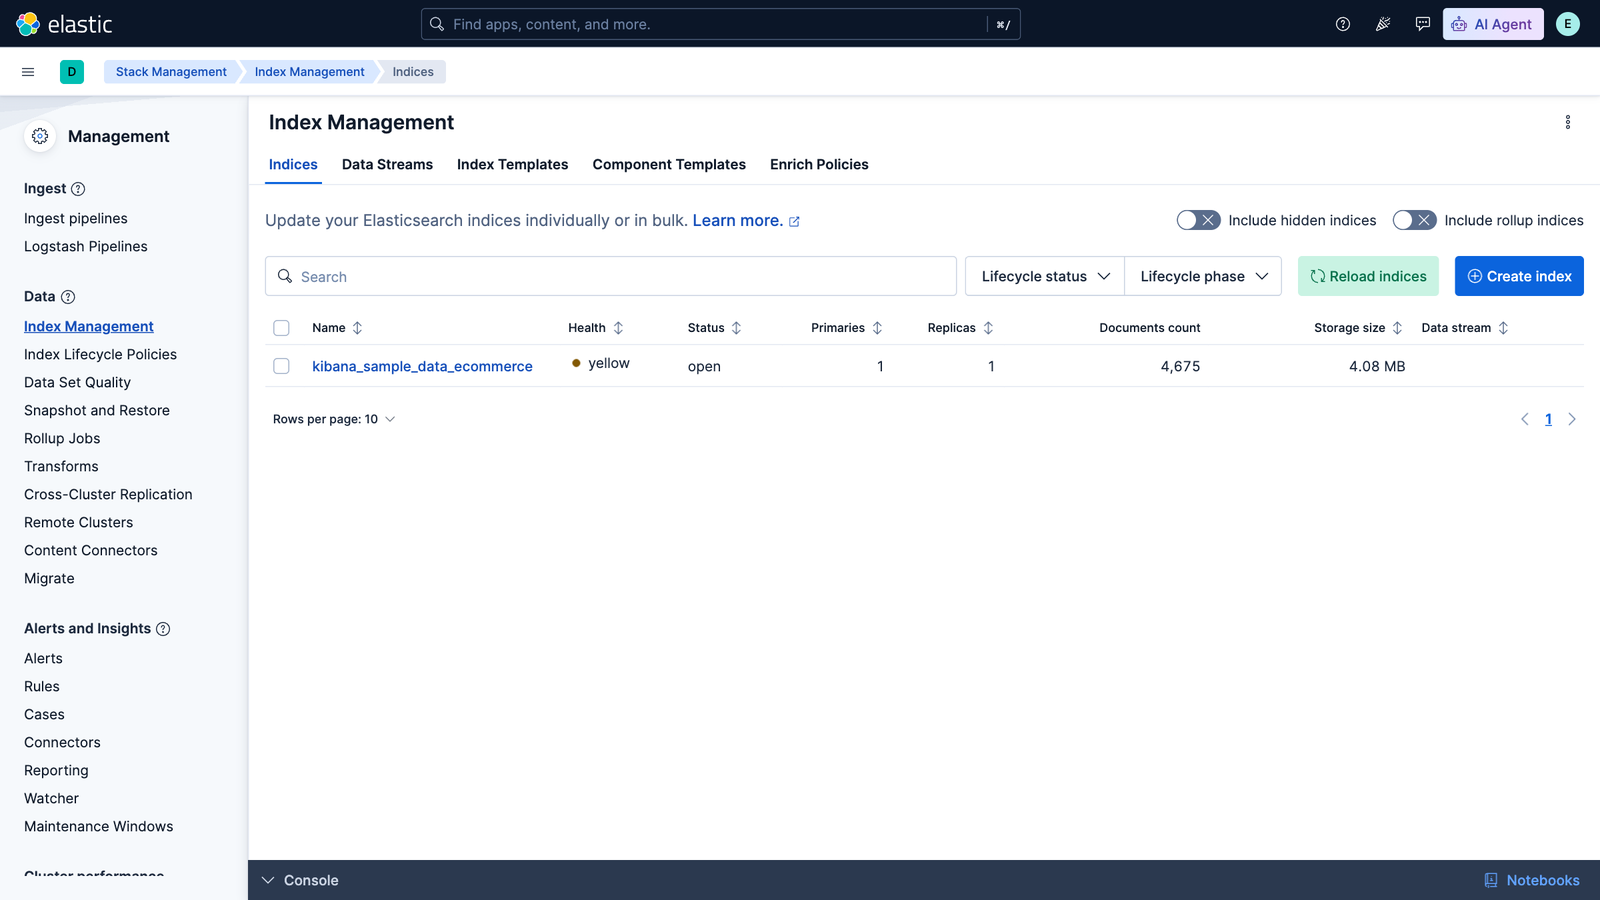 elastic
Find apps, content, and more.
⌘/
AI Agent
E
D
Stack Management
Index Management
Indices
Management
Ingest
Ingest pipelines
Logstash Pipelines
Data
Index Management
Index Lifecycle Policies
Data Set Quality
Snapshot and Restore
Rollup Jobs
Transforms
Cross-Cluster Replication
Remote Clusters
Content Connectors
Migrate
Alerts and Insights
Alerts
Rules
Cases
Connectors
Reporting
Watcher
Maintenance Windows
Cluster performance
Index Management
Indices Data Streams Index Templates Component Templates Enrich Policies
Update your Elasticsearch indices individually or in bulk. Learn more.
Include hidden indices Include rollup indices
Search Lifecycle status Lifecycle phase Reload indices Create index
Name Health Status Primaries Replicas Documents count Storage size Data stream
kibana_sample_data_ecommerce yellow open 1 1 4,675 4.08 MB
Rows per page: 10
1
Console
Notebooks